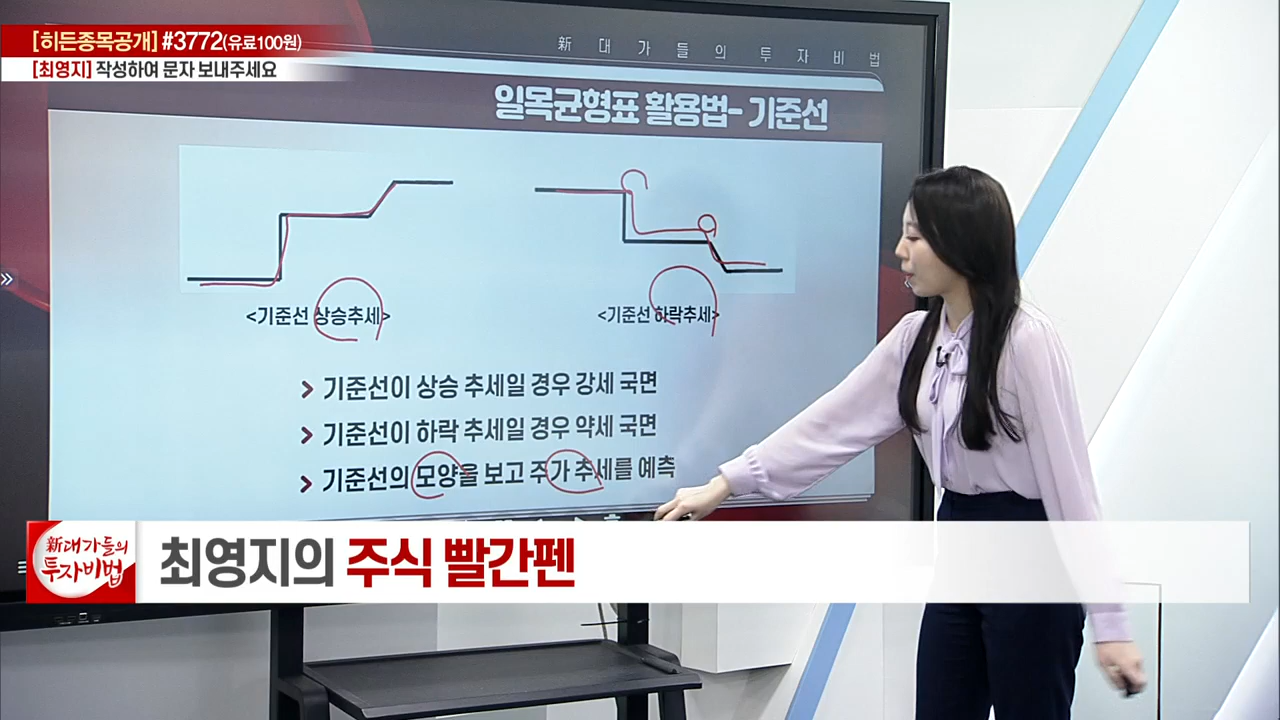 [히든종목공개] #3772(유료100원)
[최영지] 작성하여 문자 보내주세요
新 대가들의 투자비법
일목균형표 활용법- 기준선
<기준선 상승추세>
<기준선 하락추세>
기준선이 상승 추세일 경우 강세 국면
기준선이 하락 추세일 경우 약세 국면
기준선의 모양을 보고 주가 추세를 예측
新대가들의
투자비법
최영지의 주식 빨간펜